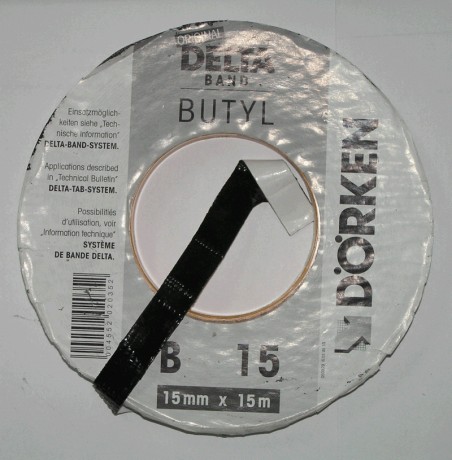 ORIGINAL
DELTA
BAND
BUTYL
Einsatzmöglich-
keiten siehe „Tech-
nische Information"
DELTA-BAND-SYSTEM.
Applications described
in „Technical Bulletin"
DELTA-TAB-SYSTEM.
Possibilitiés
d'utilisation, voir
„Information technique"
SYSTÈME
DE BANDE DELTA.
DÖRKEN
B 15
15mm x 15m